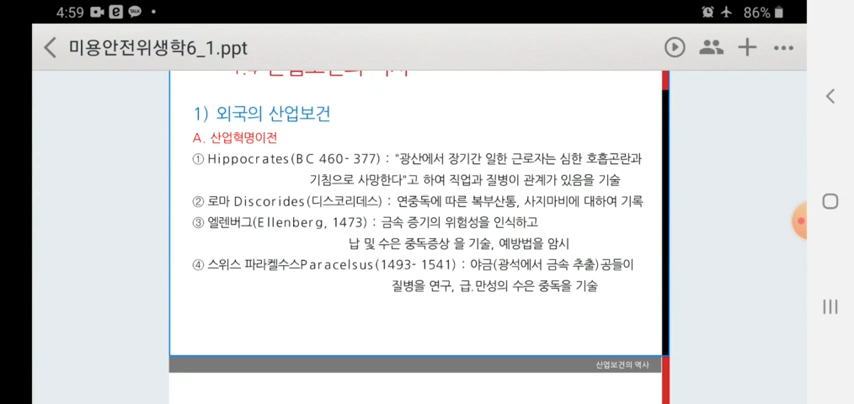 4:59
86%
미용안전위생학6_1.ppt
1) 외국의 산업보건
A. 산업혁명이전
① Hippocrates(BC 460- 377) : "광산에서 장기간 일한 근로자는 심한 호흡곤란과
기침으로 사망한다"고 하여 직업과 질병이 관계가 있음을 기술
② 로마 Discorides(디스코리데스) : 연중독에 따른 복부산통, 사지마비에 대하여 기록
③ 엘렌버그(Ellenberg, 1473) : 금속 증기의 위험성을 인식하고
납 및 수은 중독증상 을 기술, 예방법을 암시
④ 스위스 파라켈수스Paracelsus(1493- 1541) : 야금(광석에서 금속 추출)공들이
질병을 연구, 급.만성의 수은 중독을 기술
산업보건의 역사